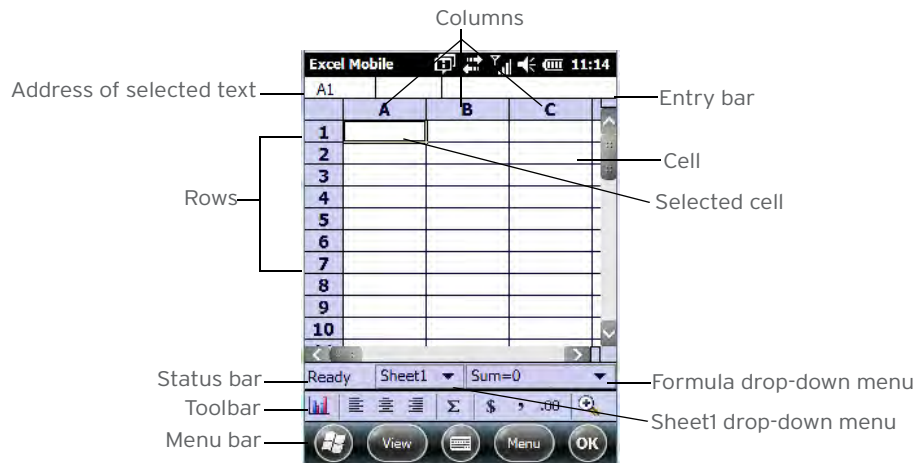 Columns
Excel Mobile 11:14
Address of selected text
A1
Entry bar
A B C
1
2
Cell
3
Rows
4
Selected cell
5
6
7
8
9
10
Status bar
Ready Sheet1 Sum=0
Formula drop-down menu
Toolbar
Σ $ , .00
Sheet1 drop-down menu
Menu bar
View Menu OK